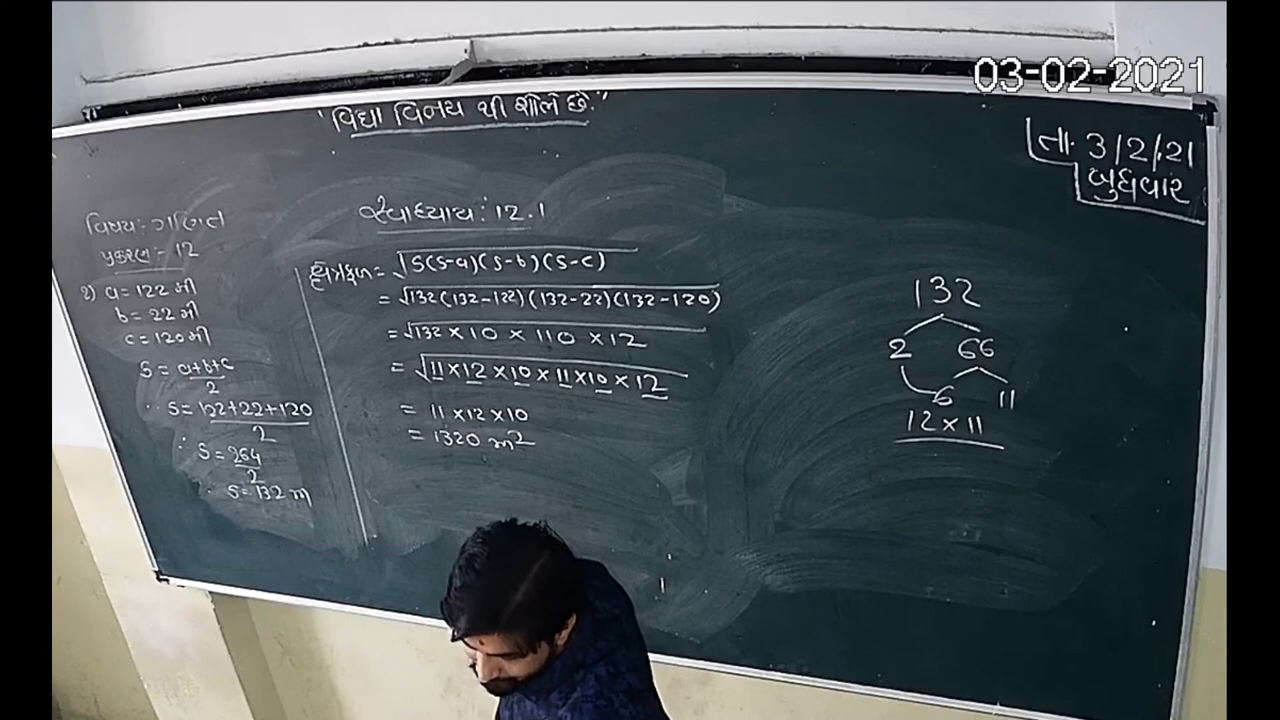 03-02-2021
"વિદ્યા વિનય થી શોભે છે."
તા. 3/2/21
બુધવાર
વિષય: ગણિત
પ્રકરણ:- 12
સ્વાધ્યાય: 12.1
2) a = 122 મી
b = 22 મી
c = 120 મી
S = a+b+c
2
∴ S = 122+22+120
2
∴ S = 264
2
∴ S = 132 m
ક્ષેત્રફળ = √S(S-a)(S-b)(S-c)
= √132(132-122)(132-22)(132-120)
= √132 × 10 × 110 × 12
= √11×12×10×11×10×12
= 11×12×10
= 1320 m²
132
2 66
6 11
12×11